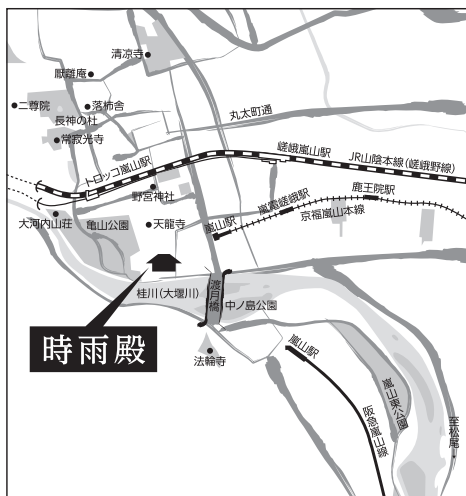 清凉寺
厭離庵
二尊院
落柿舎
長神の杜
常寂光寺
丸太町通
トロッコ嵐山駅
嵯峨嵐山駅
JR山陰本線(嵯峨野線)
野宮神社
大河内山荘
亀山公園
天龍寺
嵐山駅
嵐電嵯峨駅
鹿王院駅
京福嵐山本線
桂川(大堰川)
渡月橋
中ノ島公園
時雨殿
法輪寺
嵐山駅
阪急嵐山線
嵐山東公園
至松尾